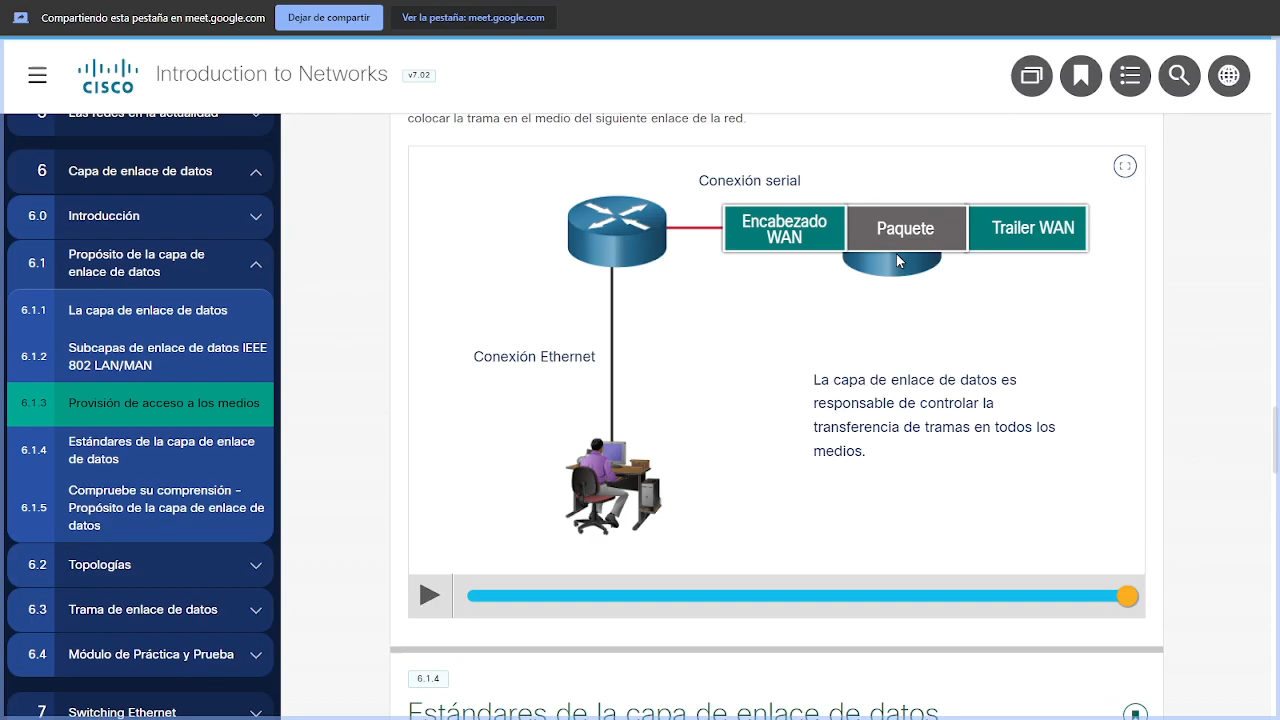 Compartiendo esta pestaña en meet.google.com
Dejar de compartir
Ver la pestaña: meet.google.com
CISCO
Introduction to Networks
v7.02
Las redes en la actualidad
6 Capa de enlace de datos
6.0 Introducción
6.1 Propósito de la capa de
enlace de datos
6.1.1 La capa de enlace de datos
6.1.2 Subcapas de enlace de datos IEEE
802 LAN/MAN
6.1.3 Provisión de acceso a los medios
6.1.4 Estándares de la capa de enlace
de datos
6.1.5 Compruebe su comprensión -
Propósito de la capa de enlace de
datos
6.2 Topologías
6.3 Trama de enlace de datos
6.4 Módulo de Práctica y Prueba
7 Switching Ethernet
colocar la trama en el medio del siguiente enlace de la red.
Conexión serial
Encabezado
WAN
Paquete
Trailer WAN
Conexión Ethernet
La capa de enlace de datos es
responsable de controlar la
transferencia de tramas en todos los
medios.
6.1.4
Estándares de la capa de enlace de datos